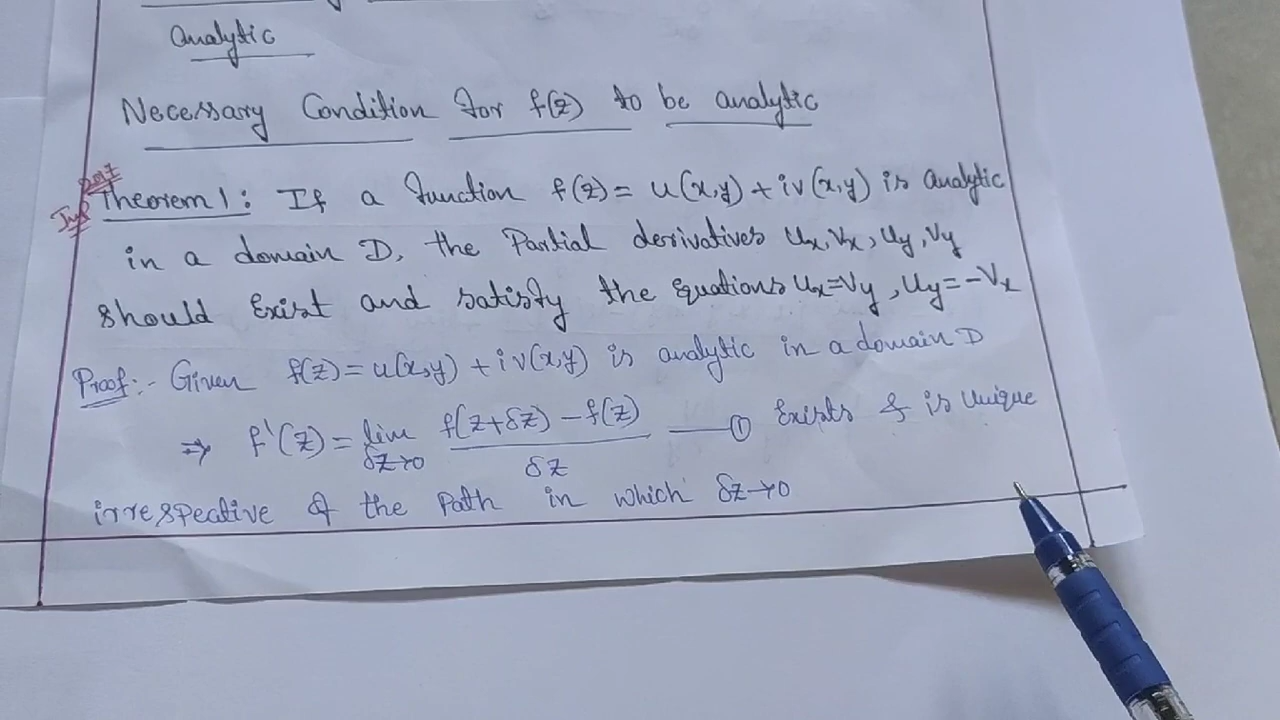 analytic
Necessary Condition for f(z) to be analytic
Theorem 1: If a function f(z) = u(x,y) + iv(x,y) is analytic
in a domain D, the Partial derivatives Ux, Vx, Uy, Vy
should Exist and satisfy the equations Ux=Vy, Uy=-Vx
Proof:- Given f(z) = u(x,y) + iv(x,y) is analytic in a domain D
⇒ f'(z) = lim δz→0 f(z+δz) - f(z) / δz —① Exists & is Unique
irrespective of the Path in which δz→0